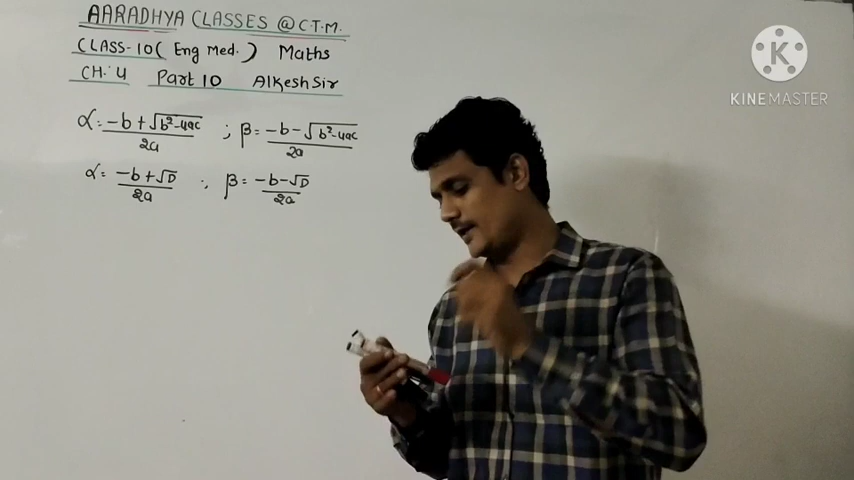 AARADHYA CLASSES @ C.T.M.
CLASS-10 ( Eng Med. ) Maths
CH: 4 Part 10 Alkesh Sir
α = -b + √b²-4ac / 2a ; β = -b - √b²-4ac / 2a
α = -b + √D / 2a ; β = -b - √D / 2a
K
KINEMASTER